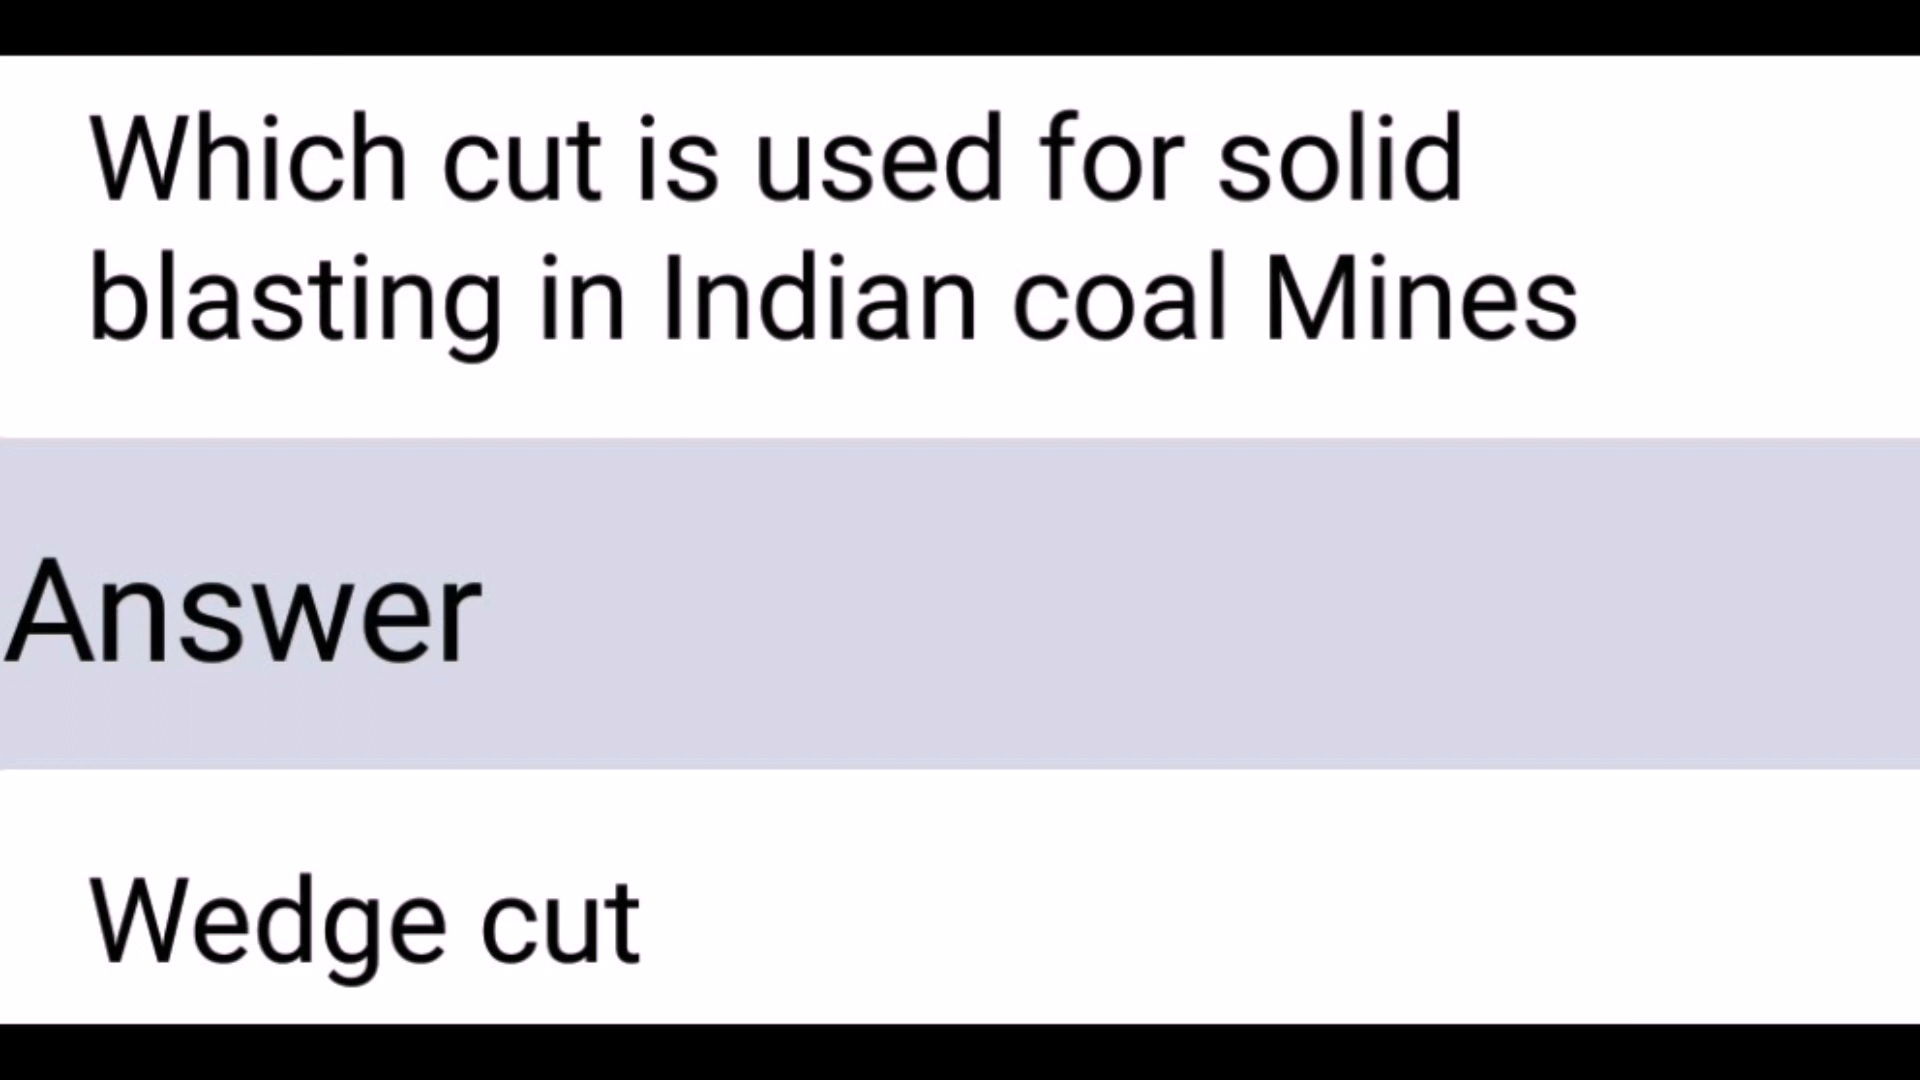 Which cut is used for solid
blasting in Indian coal Mines
Answer
Wedge cut